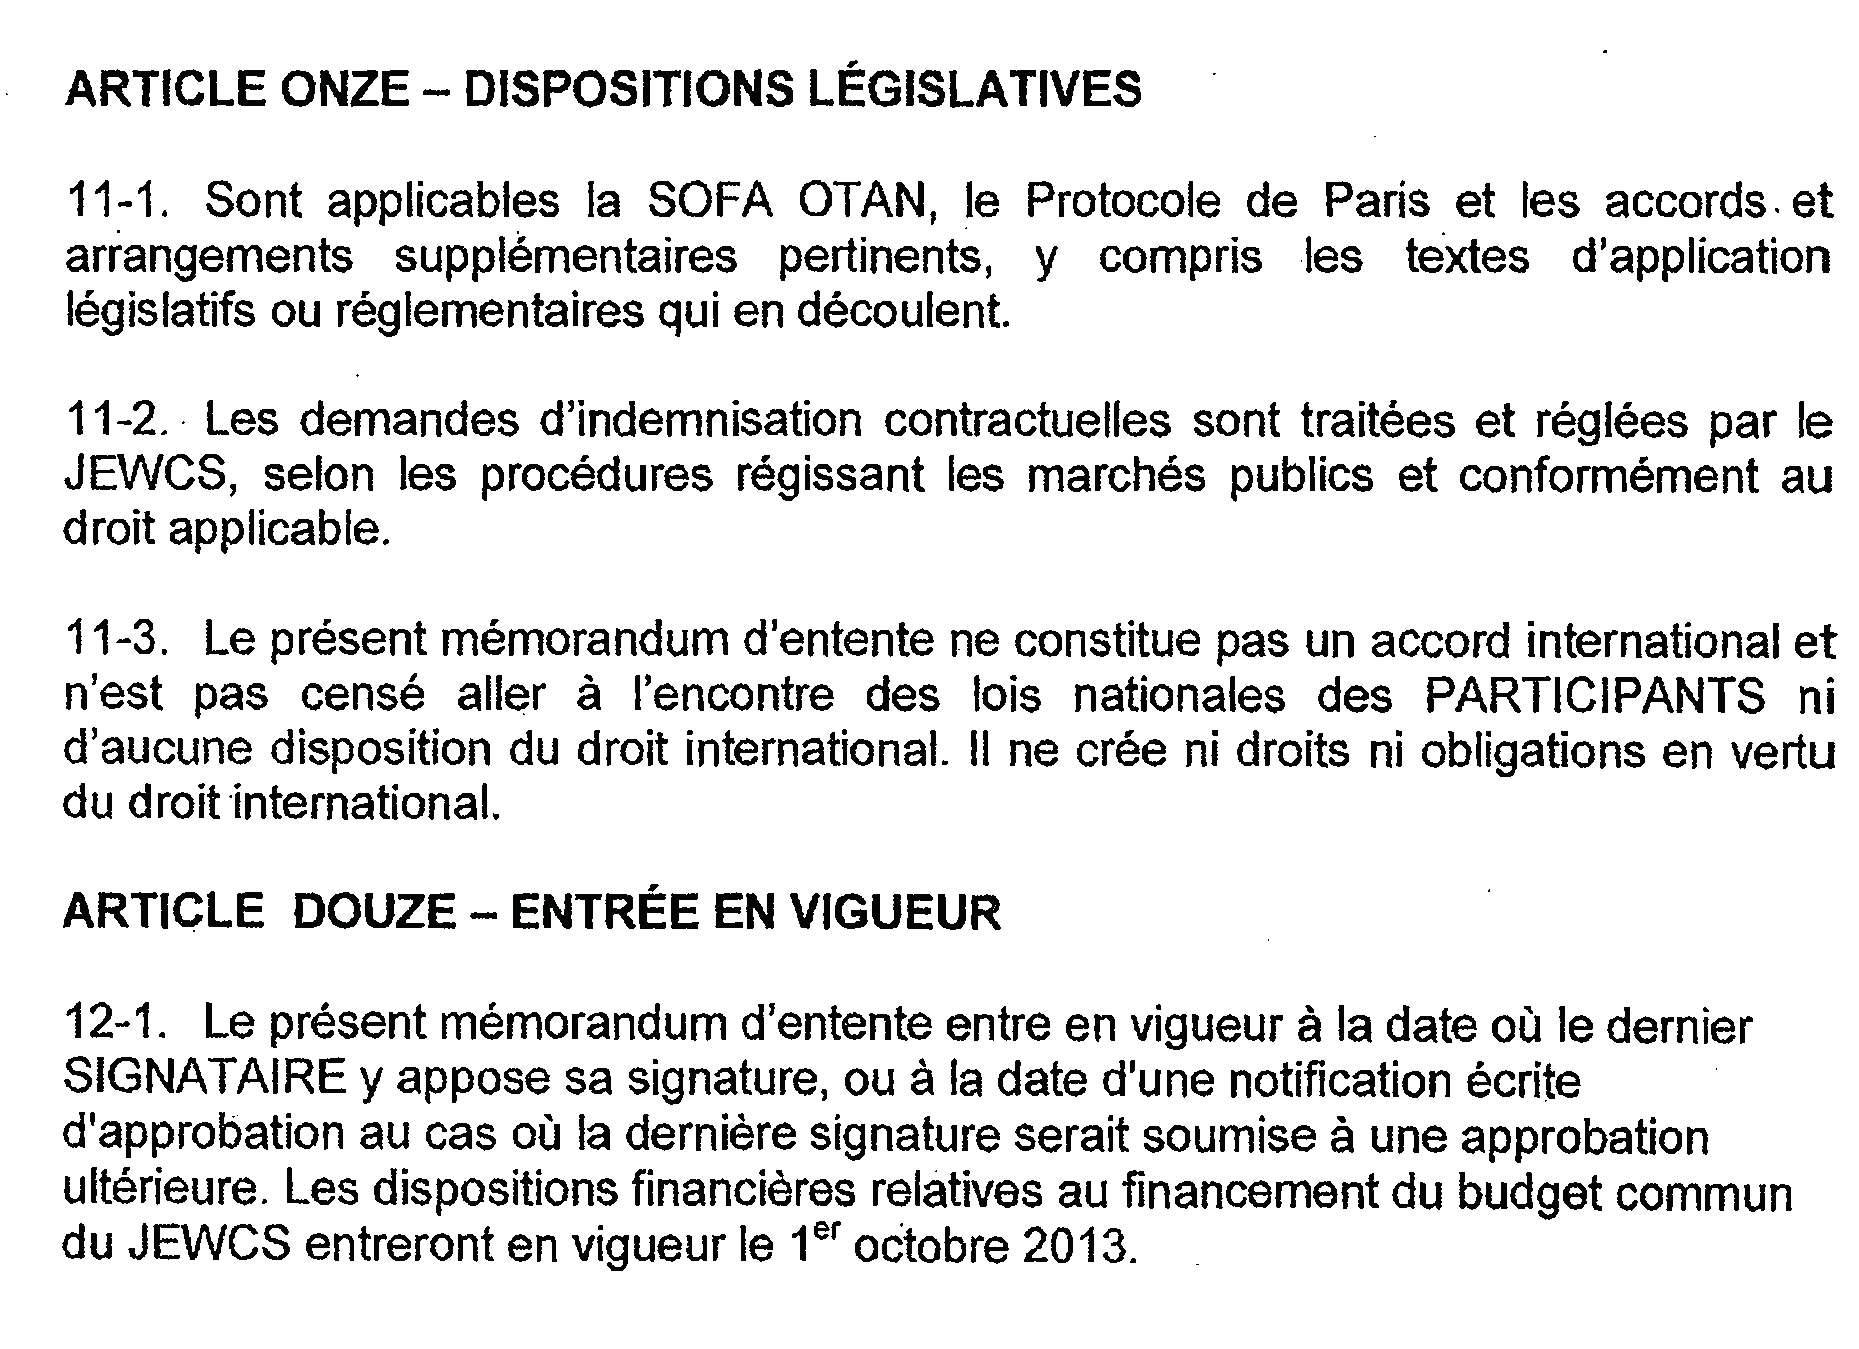 ARTICLE ONZE – DISPOSITIONS LÉGISLATIVES
11-1. Sont applicables la SOFA OTAN, le Protocole de Paris et les accords et
arrangements supplémentaires pertinents, y compris les textes d'application
législatifs ou réglementaires qui en découlent.
11-2. Les demandes d'indemnisation contractuelles sont traitées et réglées par le
JEWCS, selon les procédures régissant les marchés publics et conformément au
droit applicable.
11-3. Le présent mémorandum d'entente ne constitue pas un accord international et
n'est pas censé aller à l'encontre des lois nationales des PARTICIPANTS ni
d'aucune disposition du droit international. Il ne crée ni droits ni obligations en vertu
du droit international.
ARTICLE DOUZE – ENTRÉE EN VIGUEUR
12-1. Le présent mémorandum d'entente entre en vigueur à la date où le dernier
SIGNATAIRE y appose sa signature, ou à la date d'une notification écrite
d'approbation au cas où la dernière signature serait soumise à une approbation
ultérieure. Les dispositions financières relatives au financement du budget commun
du JEWCS entreront en vigueur le 1er octobre 2013.